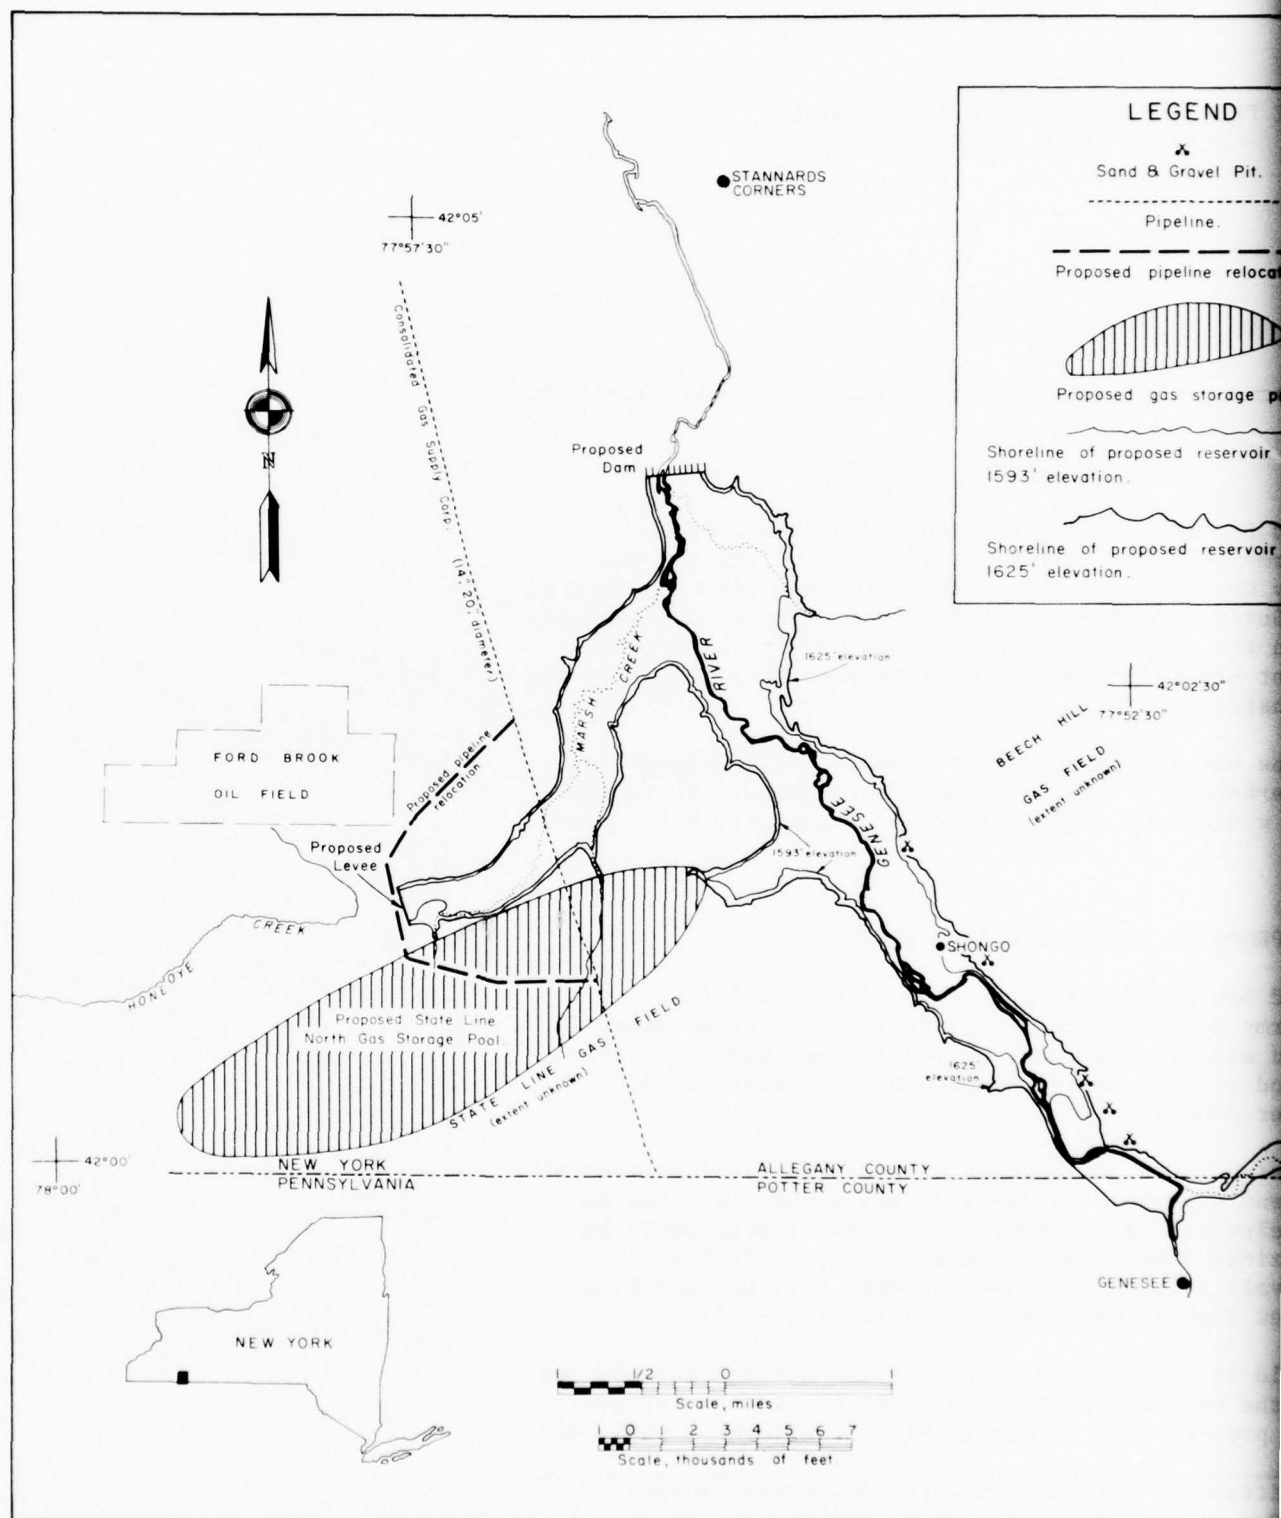 LEGEND
Sand & Gravel Pit.
Pipeline.
Proposed pipeline
Proposed gas storage
Shoreline of proposed reservoir
1593' elevation.
Shoreline of proposed reservoir
1625' elevation.
STANNARDS
CORNERS
42°05'
77°57'30"
Consolidated Gas Supply Corp. (14", 20" diameter)
N
Proposed
Dam
MARSH CREEK
RIVER
1625' elevation
42°02'30"
77°52'30"
BEECH HILL
GAS FIELD
(extent unknown)
FORD BROOK
OIL FIELD
Proposed pipeline
relocation
Proposed
Levee
GENESEE
1593' elevation
HONEOYE
CREEK
SHONGO
Proposed State Line
North Gas Storage Pool
STATE LINE GAS FIELD
(extent unknown)
1625'
elevation
42°00'
78°00'
NEW YORK
PENNSYLVANIA
ALLEGANY COUNTY
POTTER COUNTY
GENESEE
NEW YORK
1 1/2 0 1
Scale, miles
1 0 1 2 3 4 5 6 7
Scale, thousands of feet